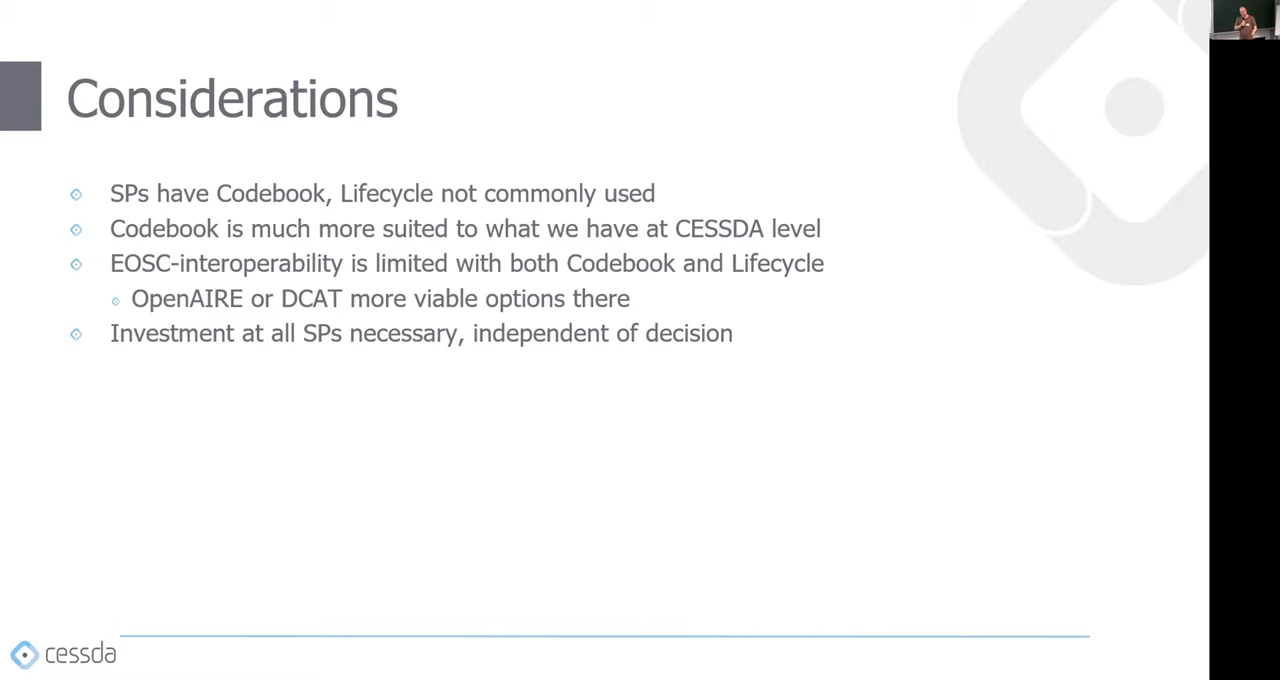 Considerations
SPs have Codebook, Lifecycle not commonly used
Codebook is much more suited to what we have at CESSDA level
EOSC-interoperability is limited with both Codebook and Lifecycle
OpenAIRE or DCAT more viable options there
Investment at all SPs necessary, independent of decision
cessda